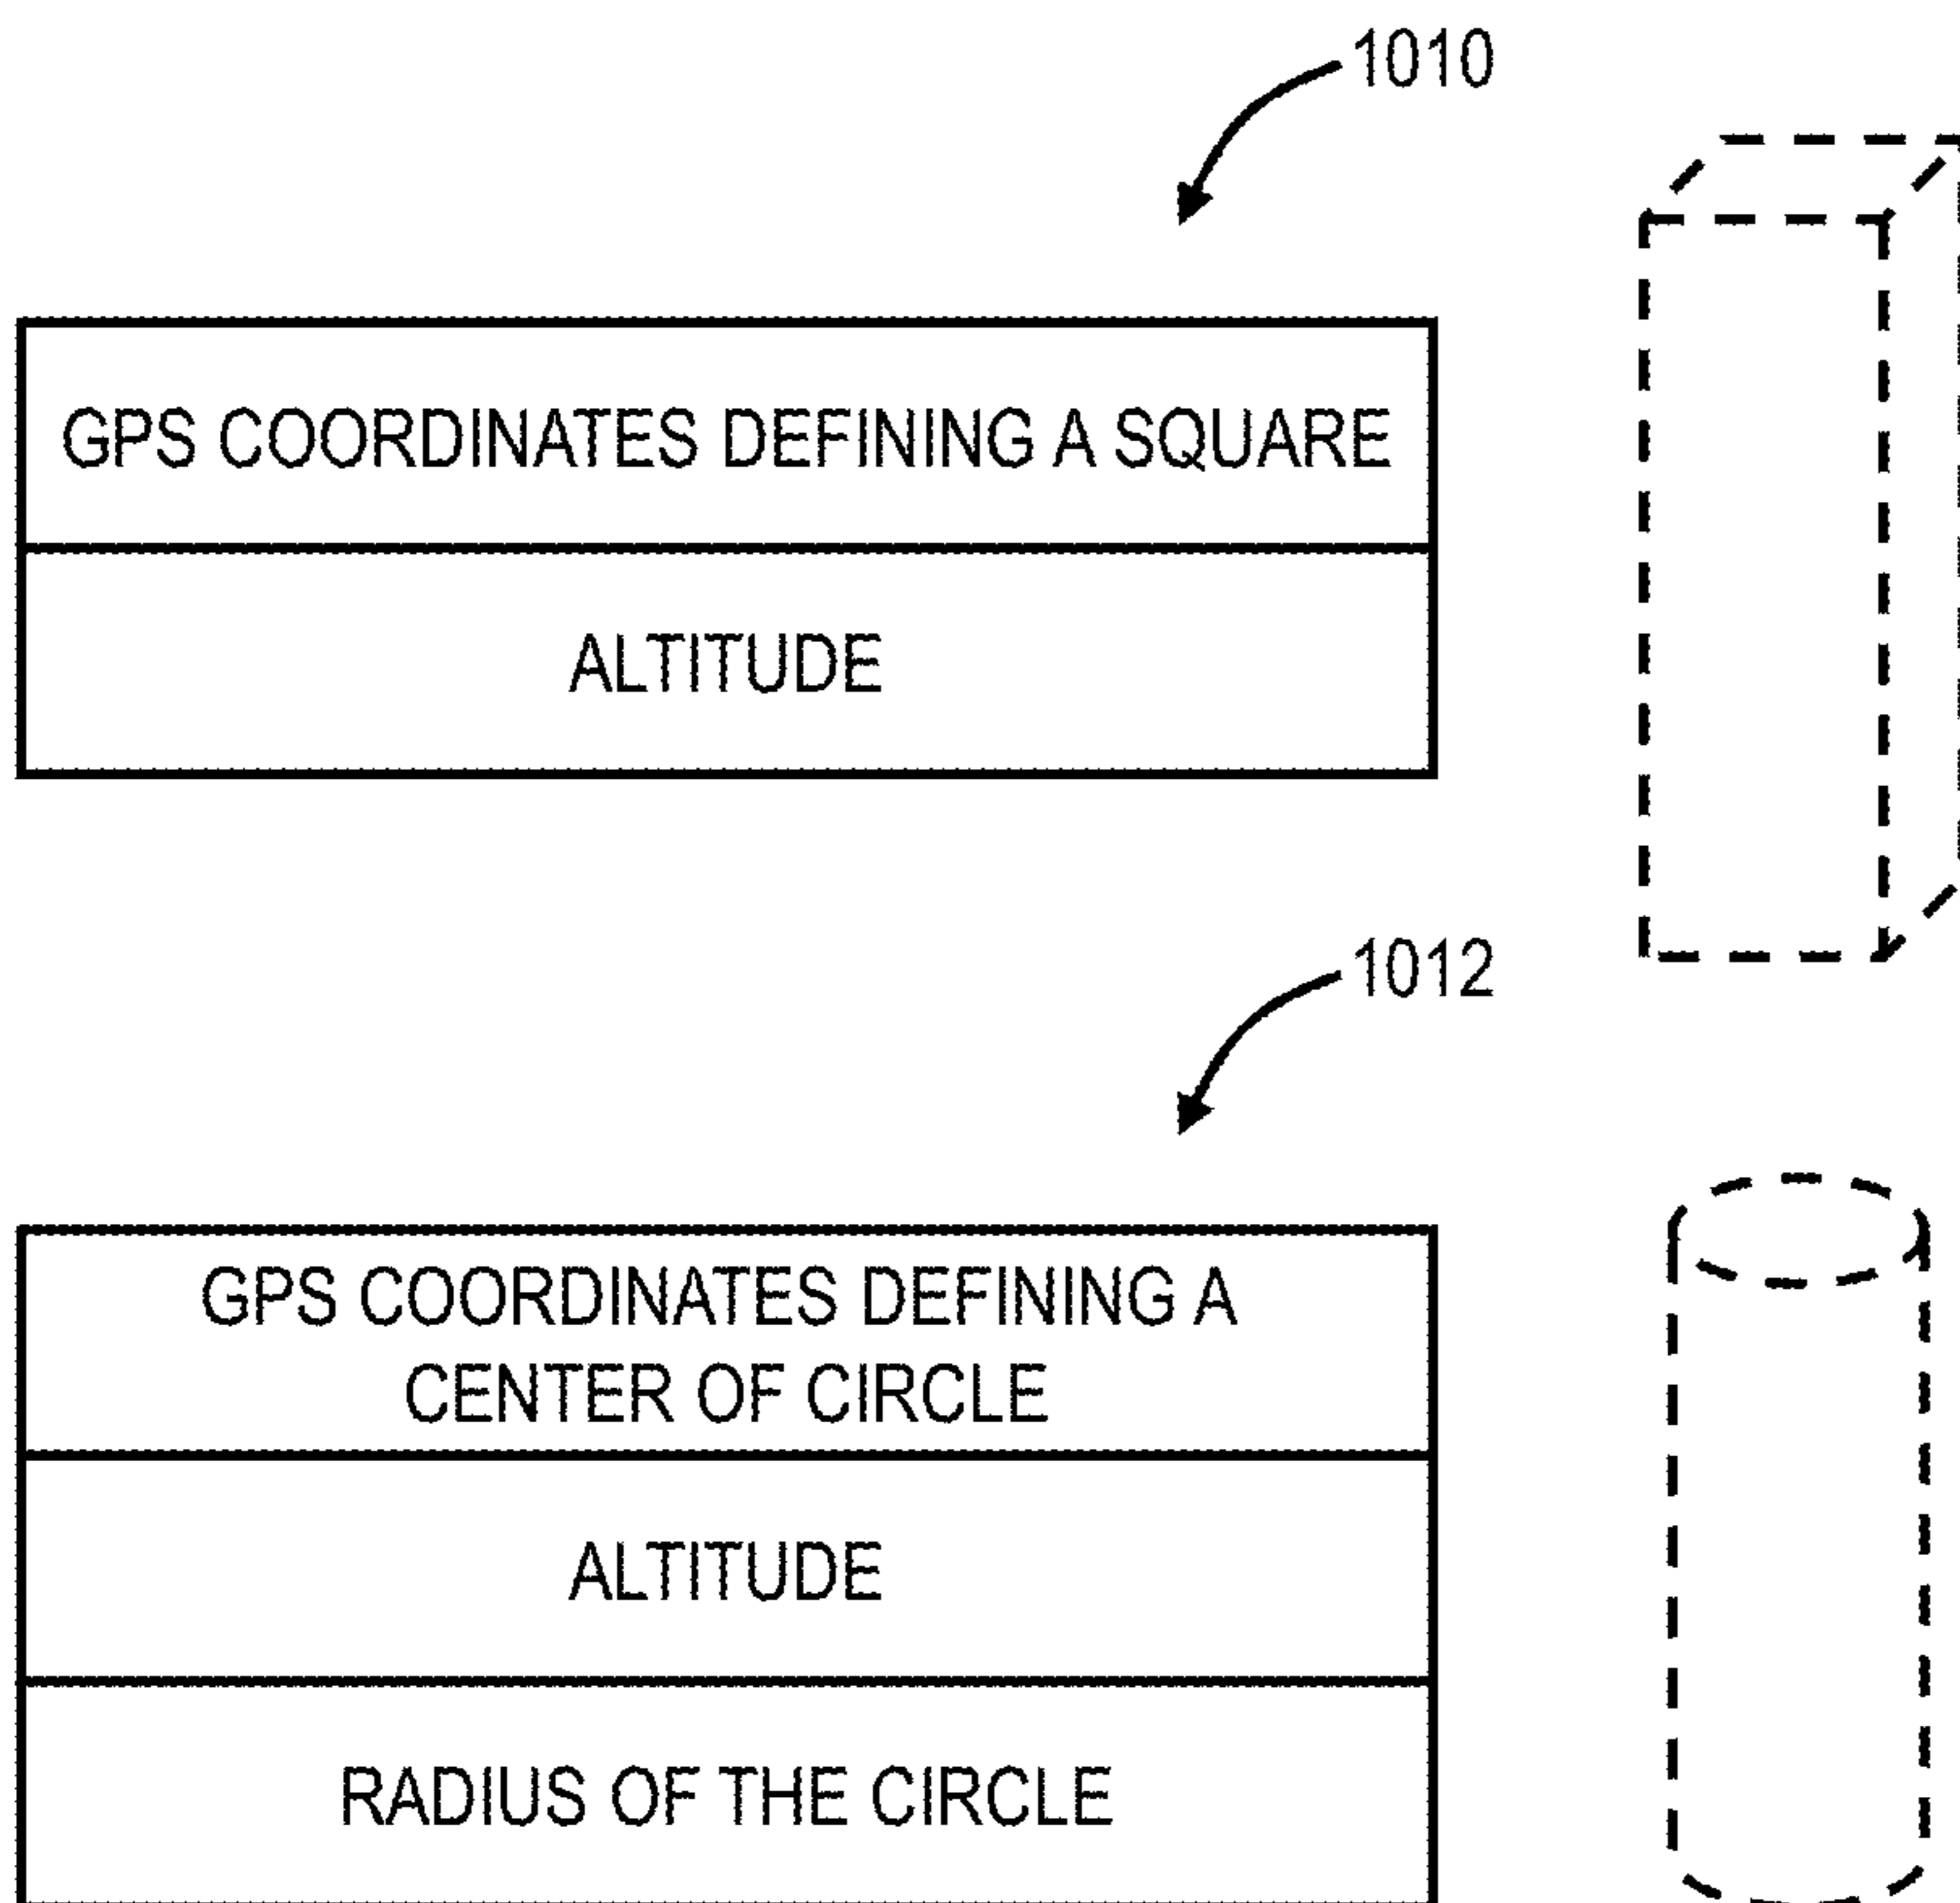 1010
GPS COORDINATES DEFINING A SQUARE
ALTITUDE
1012
GPS COORDINATES DEFINING A
CENTER OF CIRCLE
ALTITUDE
RADIUS OF THE CIRCLE